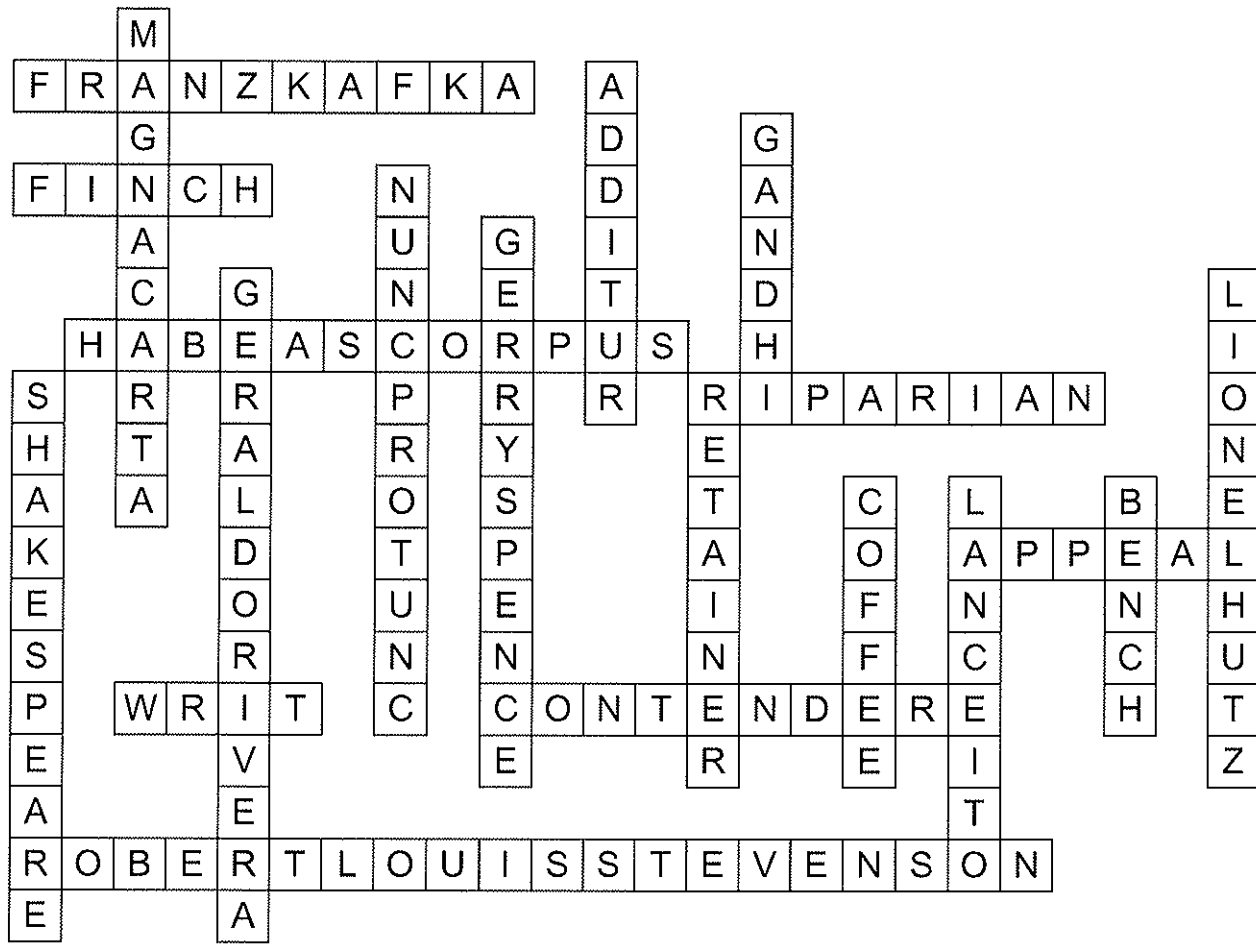 MAGNACARTA
FRANZKAFKA
ADDITUR
GANDHI
FINCH
NUNCPROTUNC
GERRYSPENCE
GERALDORIVERA
LIONELHUTZ
HABEASCORPUS
SHAKESPEARE
RETAINER
RIPARIAN
COFFEE
LANCEITO
BENCH
APPEAL
WRIT
CONTENDERE
ROBERTLOUISSTEVENSON